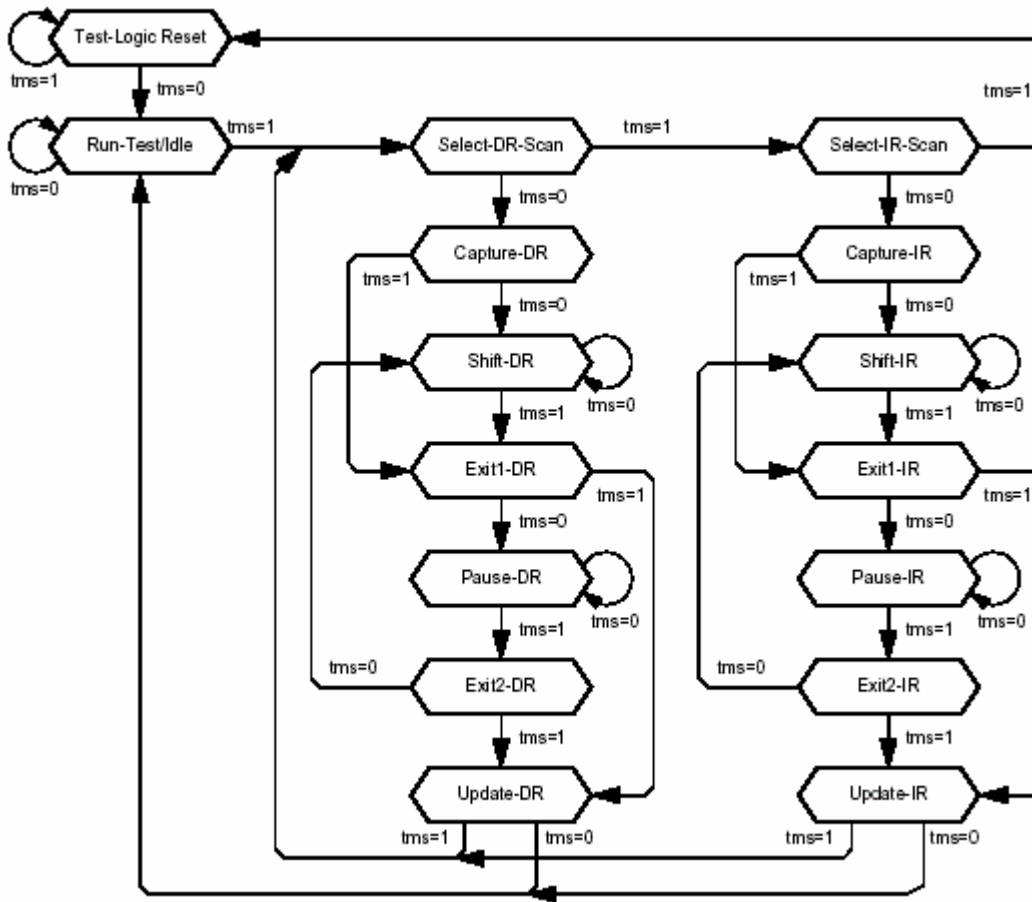 Test-Logic Reset
tms=1
tms=0
tms=1
Run-Test/Idle
tms=1
Select-DR-Scan
tms=1
Select-IR-Scan
tms=0
tms=0
tms=0
Capture-DR
Capture-IR
tms=1
tms=1
tms=0
tms=0
Shift-DR
Shift-IR
tms=0
tms=0
tms=1
tms=1
Exit1-DR
Exit1-IR
tms=1
tms=1
tms=0
tms=0
Pause-DR
Pause-IR
tms=0
tms=0
tms=1
tms=1
tms=0
tms=0
Exit2-DR
Exit2-IR
tms=1
tms=1
Update-DR
Update-IR
tms=1
tms=0
tms=1
tms=0